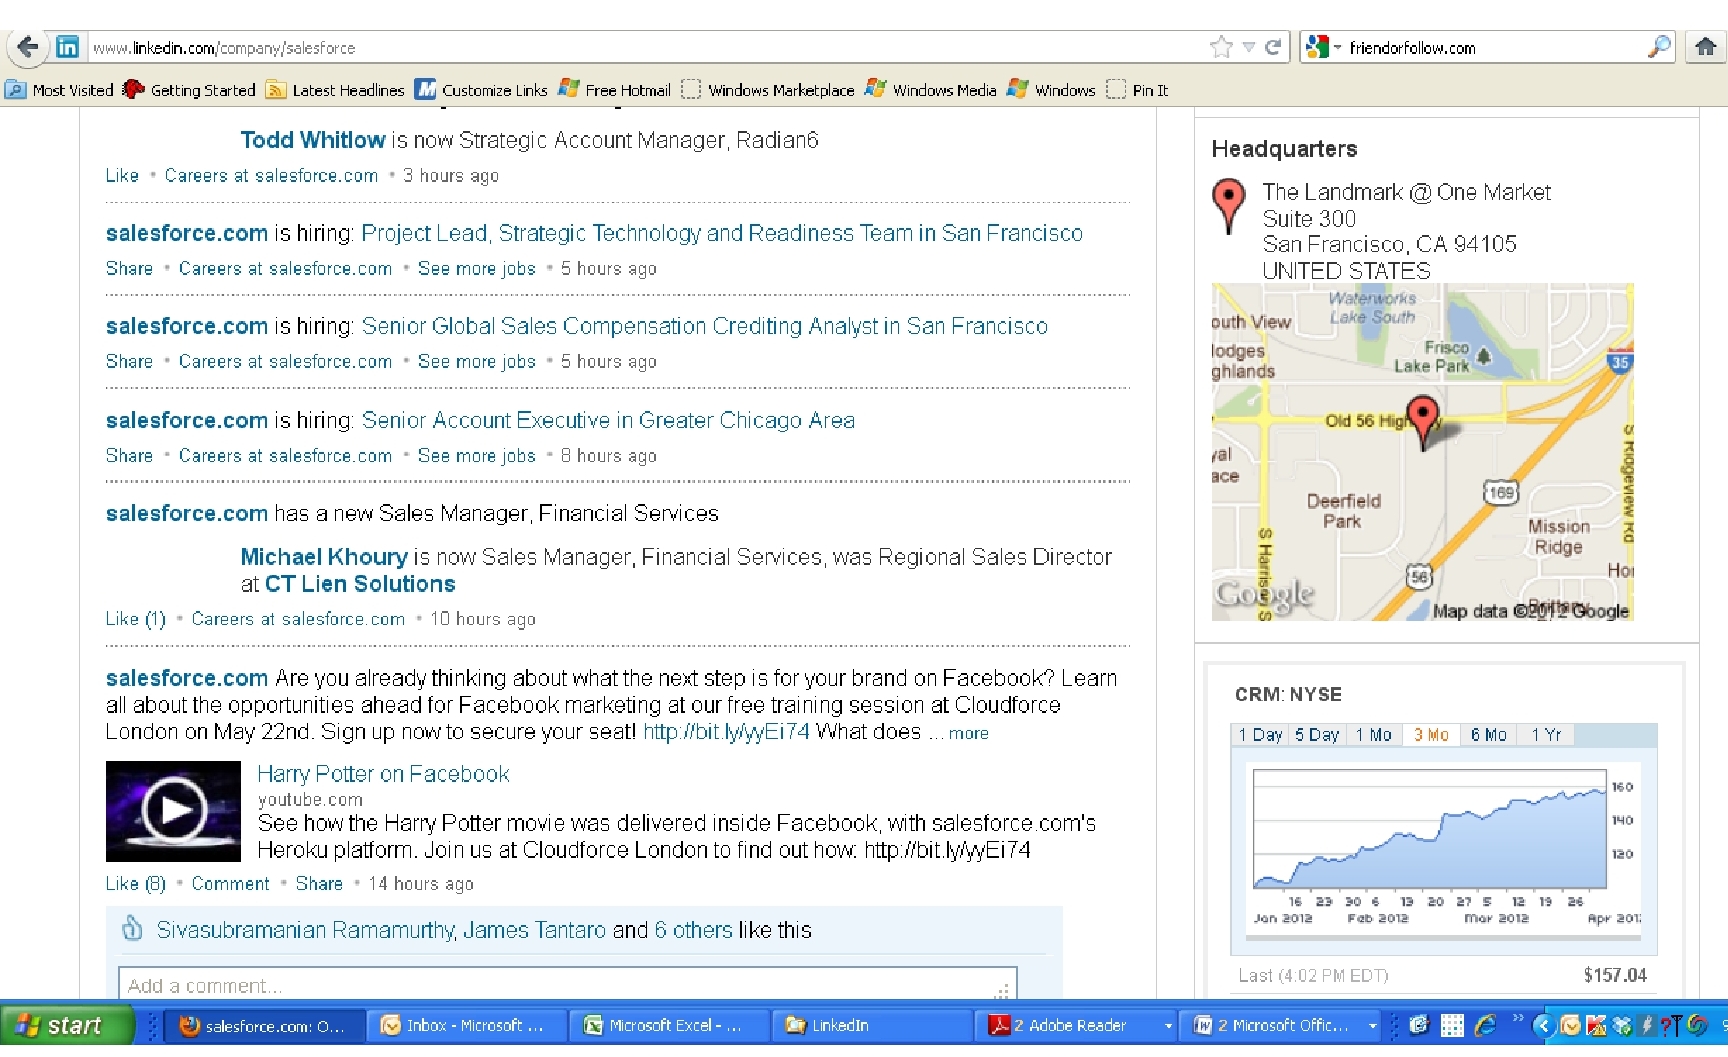 www.linkedin.com/company/salesforce
friendorfollow.com
Most Visited Getting Started Latest Headlines Customize Links Free Hotmail Windows Marketplace Windows Media Windows Pin It
Todd Whitlow is now Strategic Account Manager, Radian6
Like • Careers at salesforce.com • 3 hours ago
salesforce.com is hiring: Project Lead, Strategic Technology and Readiness Team in San Francisco
Share • Careers at salesforce.com • See more jobs • 5 hours ago
salesforce.com is hiring: Senior Global Sales Compensation Crediting Analyst in San Francisco
Share • Careers at salesforce.com • See more jobs • 5 hours ago
salesforce.com is hiring: Senior Account Executive in Greater Chicago Area
Share • Careers at salesforce.com • See more jobs • 8 hours ago
salesforce.com has a new Sales Manager, Financial Services
Michael Khoury is now Sales Manager, Financial Services, was Regional Sales Director
at CT Lien Solutions
Like (1) • Careers at salesforce.com • 10 hours ago
salesforce.com Are you already thinking about what the next step is for your brand on Facebook? Learn
all about the opportunities ahead for Facebook marketing at our free training session at Cloudforce
London on May 22nd. Sign up now to secure your seat! http://bit.ly/yyEi74 What does ... more
Harry Potter on Facebook
youtube.com
See how the Harry Potter movie was delivered inside Facebook, with salesforce.com's
Heroku platform. Join us at Cloudforce London to find out how: http://bit.ly/yyEi74
Like (8) • Comment • Share • 14 hours ago
Sivasubramanian Ramamurthy, James Tantaro and 6 others like this
Add a comment...
Headquarters
The Landmark @ One Market
Suite 300
San Francisco, CA 94105
UNITED STATES
Waterworks
Lake South
outh View
Frisco
Lake Park
odges
ghlands
35
Old 56 Highway
S Ridgeview Rd
169
Deerfield
Park
Mission
Ridge
S Harrison S
56
Google
Map data ©2012 Google
CRM: NYSE
1 Day 5 Day 1 Mo 3 Mo 6 Mo 1 Yr
160
140
120
16 23 30 6 13 20 27 5 12 19 26
Jan 2012 Feb 2012 Mar 2012 Apr 201
Last (4:02 PM EDT) $157.04
start salesforce.com: O... Inbox - Microsoft ... Microsoft Excel - ... LinkedIn 2 Adobe Reader 2 Microsoft Offic...